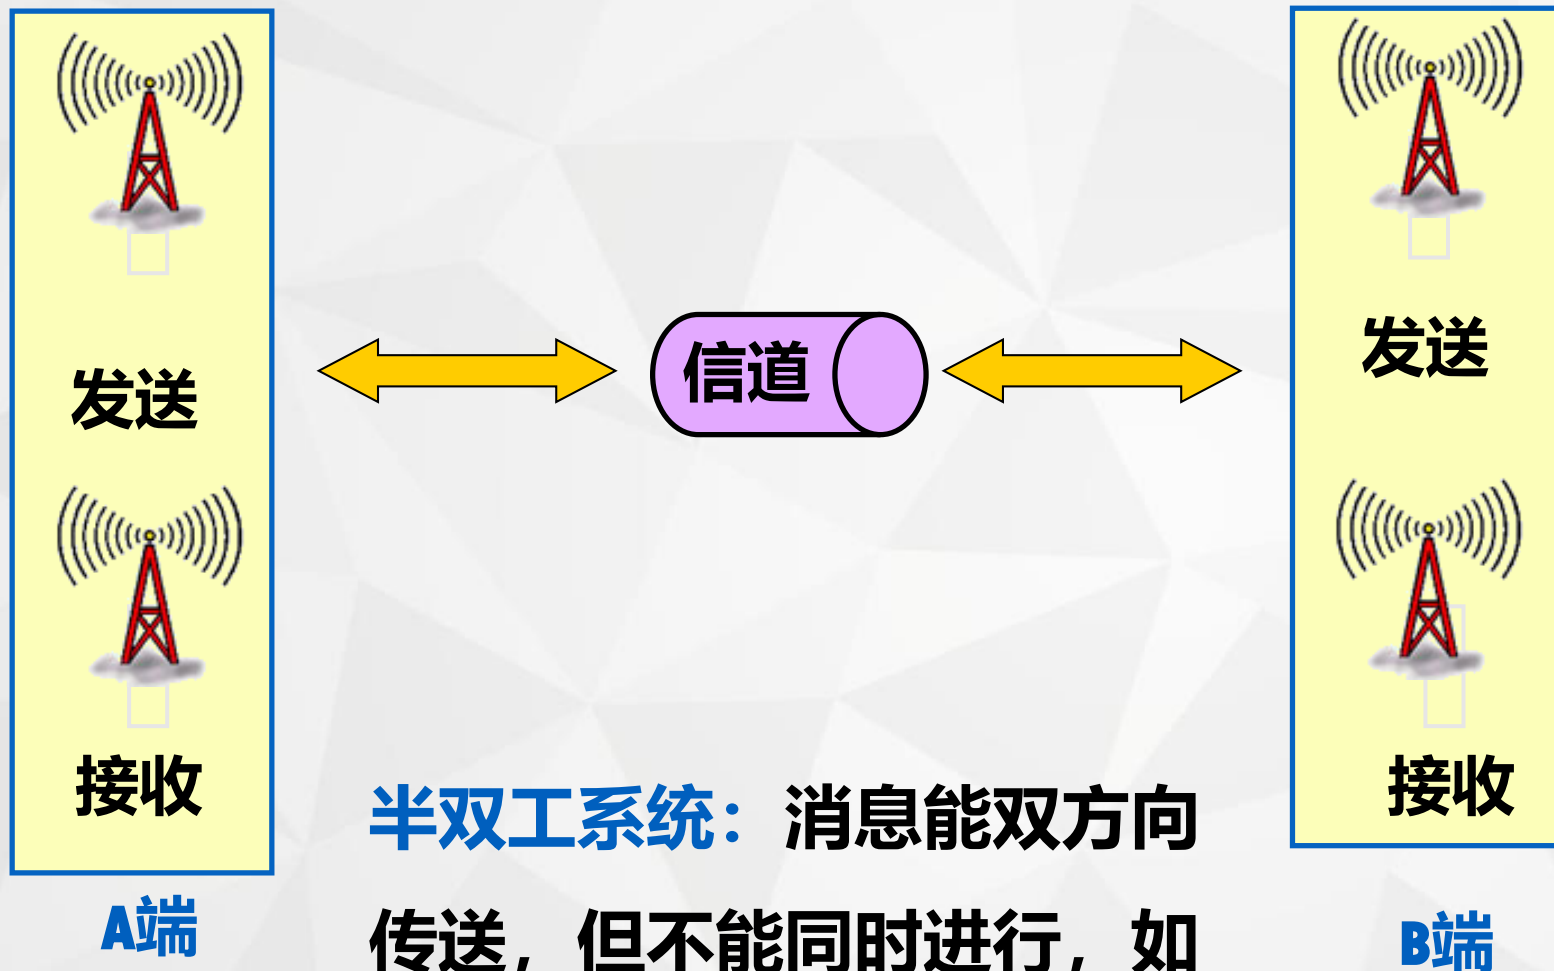 发送
信道
发送
接收
接收
半双工系统：消息能双方向
传送，但不能同时进行，如
A端
B端